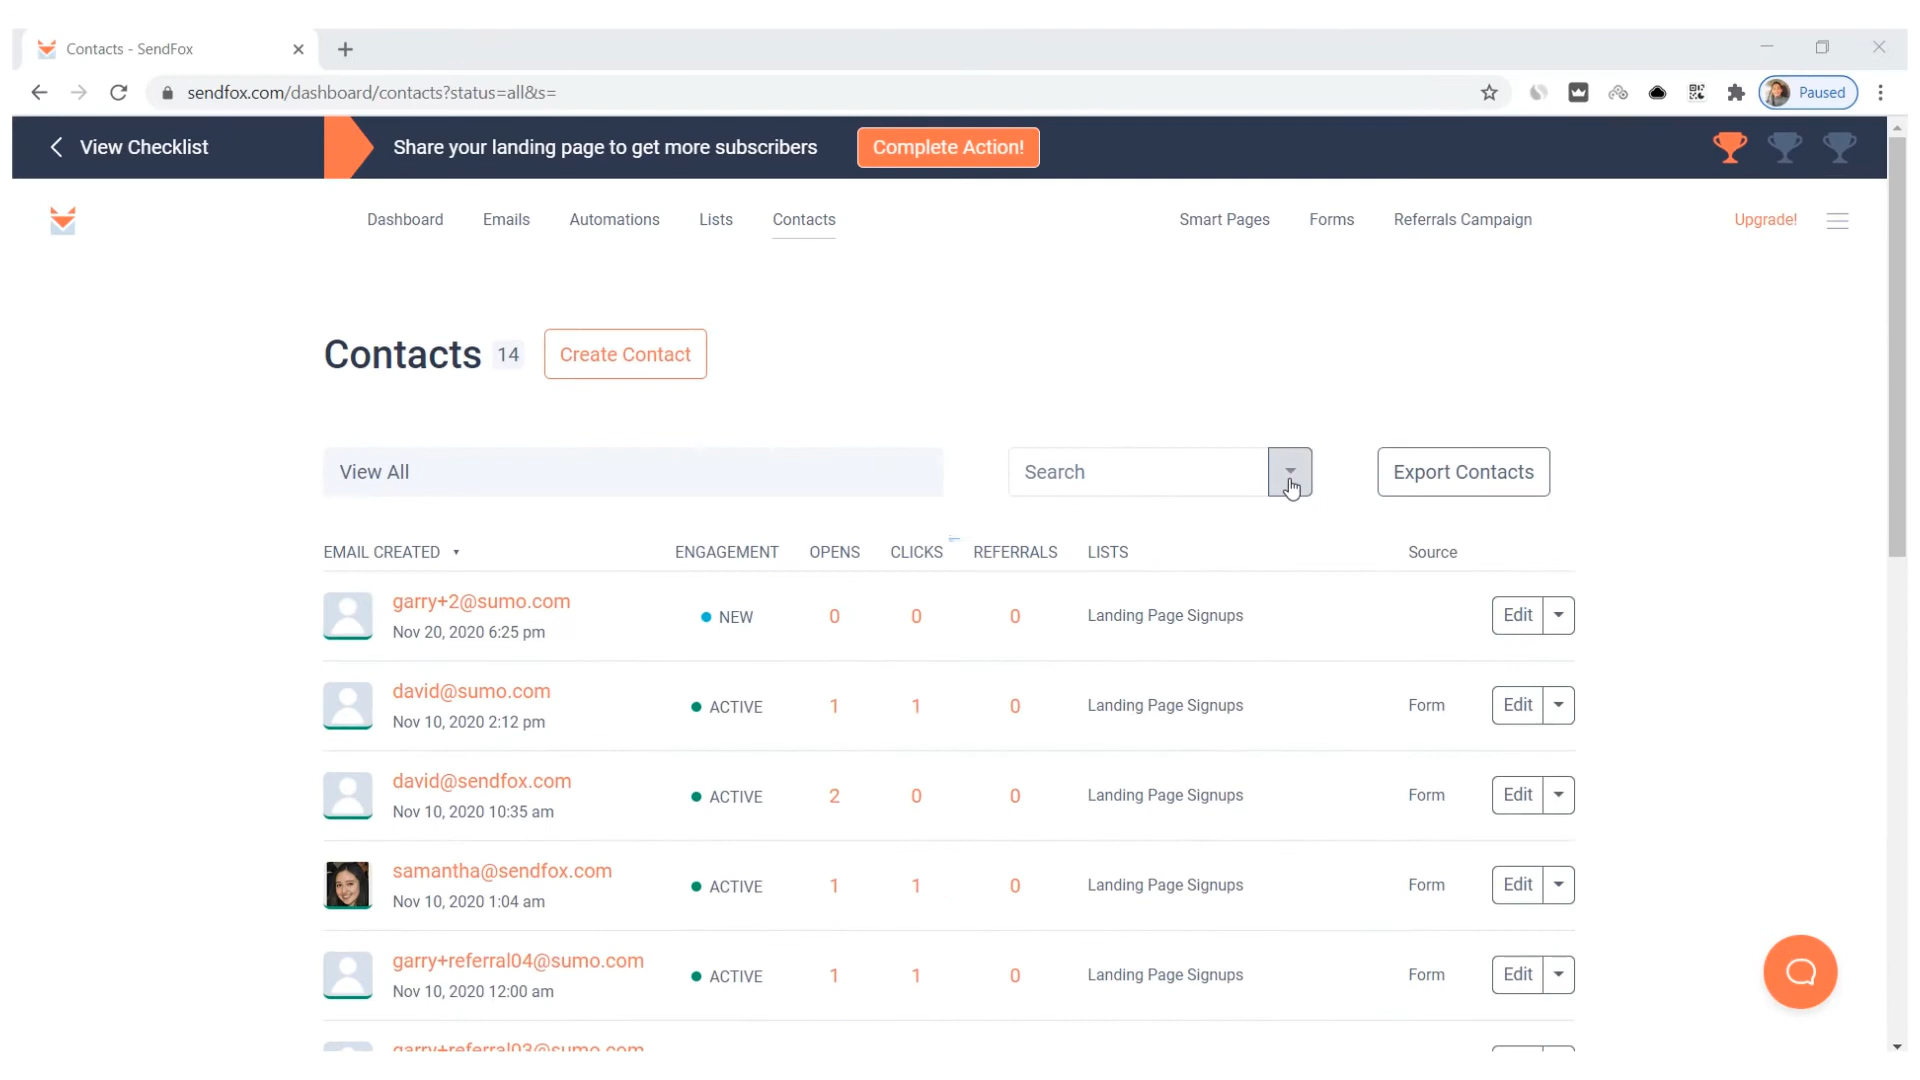 Contacts - SendFox
sendfox.com/dashboard/contacts?status=all&s=
Paused
View Checklist
Share your landing page to get more subscribers
Complete Action!
Dashboard
Emails
Automations
Lists
Contacts
Smart Pages
Forms
Referrals Campaign
Upgrade!
Contacts 14
Create Contact
View All
Search
Export Contacts
EMAIL CREATED ENGAGEMENT OPENS CLICKS REFERRALS LISTS Source
garry+2@sumo.com
Nov 20, 2020 6:25 pm
NEW 0 0 0 Landing Page Signups Edit
david@sumo.com
Nov 10, 2020 2:12 pm
ACTIVE 1 1 0 Landing Page Signups Form Edit
david@sendfox.com
Nov 10, 2020 10:35 am
ACTIVE 2 0 0 Landing Page Signups Form Edit
samantha@sendfox.com
Nov 10, 2020 1:04 am
ACTIVE 1 1 0 Landing Page Signups Form Edit
garry+referral04@sumo.com
Nov 10, 2020 12:00 am
ACTIVE 1 1 0 Landing Page Signups Form Edit
garry+referral03@sumo.com